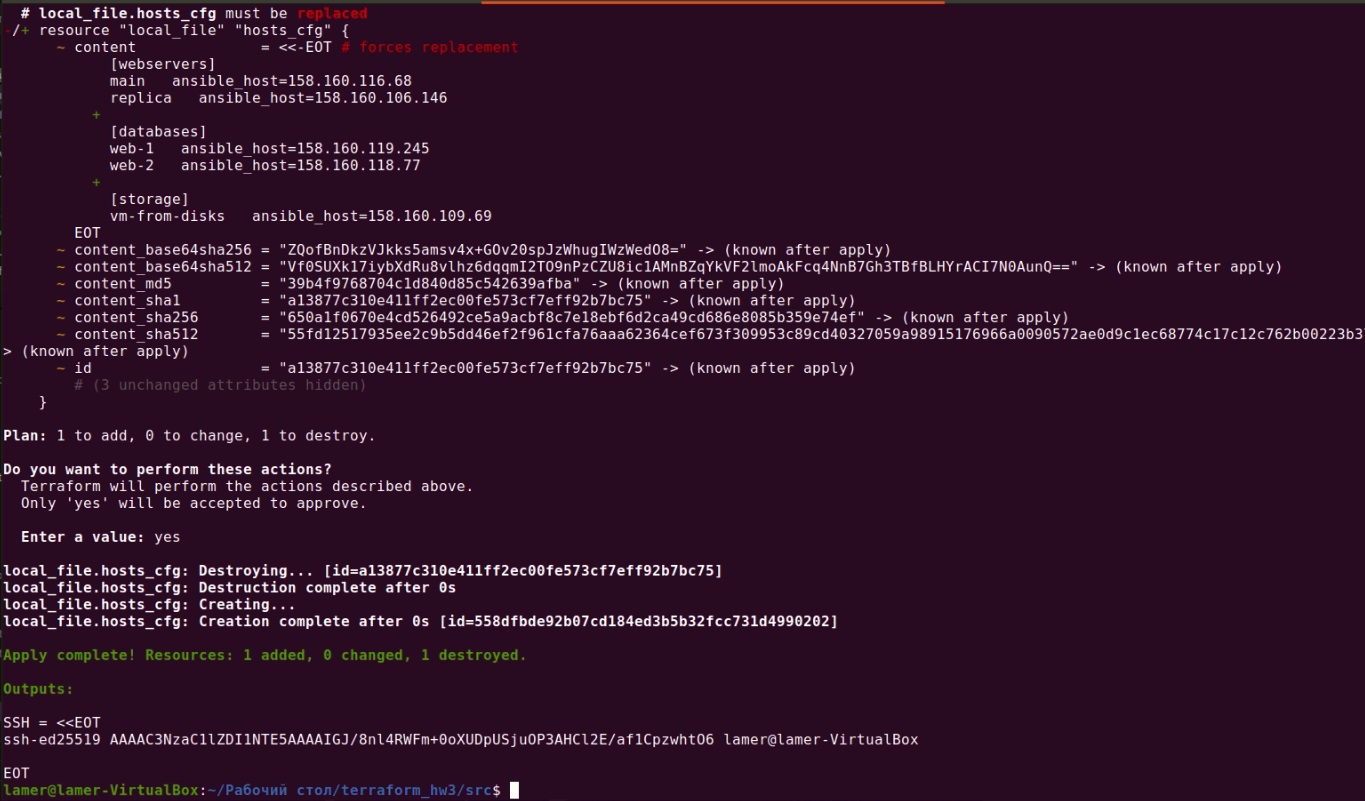 # local_file.hosts_cfg must be replaced
-/+ resource "local_file" "hosts_cfg" {
~ content = <<-EOT # forces replacement
[webservers]
main ansible_host=158.160.116.68
replica ansible_host=158.160.106.146
+
[databases]
web-1 ansible_host=158.160.119.245
web-2 ansible_host=158.160.118.77
+
[storage]
vm-from-disks ansible_host=158.160.109.69
EOT
~ content_base64sha256 = "ZQofBnDkzVJkks5amsv4x+GOv20spJzWhugIWzWedO8=" -> (known after apply)
~ content_base64sha512 = "Vf0SUXk17iybXdRu8vlhz6dqqmI2TO9nPzCZU8ic1AMnBZqYkVF2lmoAkFcq4NnB7Gh3TBfBLHYrACI7N0AunQ==" -> (known after apply)
~ content_md5 = "39b4f9768704c1d840d85c542639afba" -> (known after apply)
~ content_sha1 = "a13877c310e411ff2ec00fe573cf7eff92b7bc75" -> (known after apply)
~ content_sha256 = "650a1f0670e4cd526492ce5a9acbf8c7e18ebf6d2ca49cd686e8085b359e74ef" -> (known after apply)
~ content_sha512 = "55fd12517935ee2c9b5dd46ef2f961cfa76aaa62364cef673f309953c89cd40327059a98915176966a0090572ae0d9c1ec68774c17c12c762b00223b3
> (known after apply)
~ id = "a13877c310e411ff2ec00fe573cf7eff92b7bc75" -> (known after apply)
# (3 unchanged attributes hidden)
}
Plan: 1 to add, 0 to change, 1 to destroy.
Do you want to perform these actions?
Terraform will perform the actions described above.
Only 'yes' will be accepted to approve.
Enter a value: yes
local_file.hosts_cfg: Destroying... [id=a13877c310e411ff2ec00fe573cf7eff92b7bc75]
local_file.hosts_cfg: Destruction complete after 0s
local_file.hosts_cfg: Creating...
local_file.hosts_cfg: Creation complete after 0s [id=558dfbde92b07cd184ed3b5b32fcc731d4990202]
Apply complete! Resources: 1 added, 0 changed, 1 destroyed.
Outputs:
SSH = <<EOT
ssh-ed25519 AAAAC3NzaC1lZDI1NTE5AAAAIGJ/8nl4RWFm+0oXUDpUSjuOP3AHCl2E/af1CpzwhtO6 lamer@lamer-VirtualBox
EOT
lamer@lamer-VirtualBox:~/Рабочий стол/terraform_hw3/src$